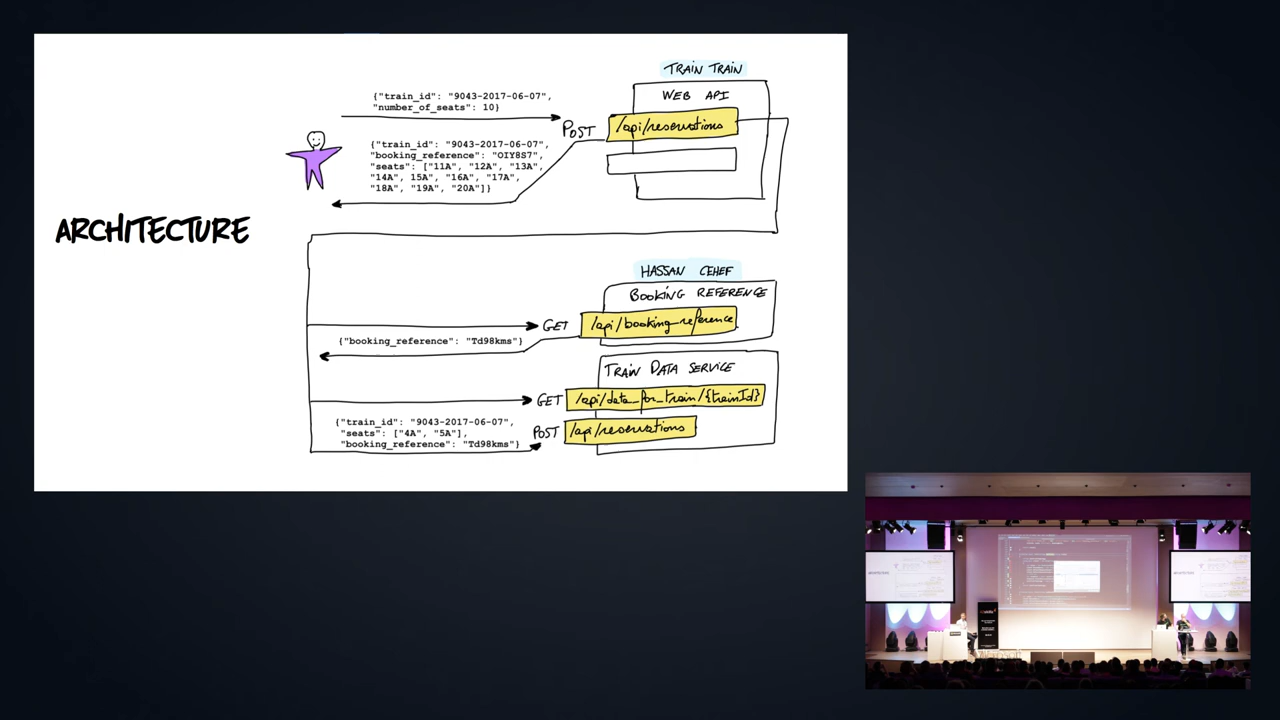 TRAIN TRAIN
WEB API
{"train_id": "9043-2017-06-07",
"number_of_seats": 10}
POST
/api/reservations
{"train_id": "9043-2017-06-07",
"booking_reference": "OIY8S7",
"seats": ["11A", "12A", "13A",
"14A", 15A", "16A", "17A",
"18A", "19A", "20A"]}
ARCHITECTURE
HASSAN CEHEF
BOOKING REFERENCE
GET
/api/booking_reference
{"booking_reference": "Td98kms"}
TRAIN DATA SERVICE
GET
/api/data_for_train/{trainId}
{"train_id": "9043-2017-06-07",
"seats": ["4A", "5A"],
"booking_reference": "Td98kms"}
POST
/api/reservations